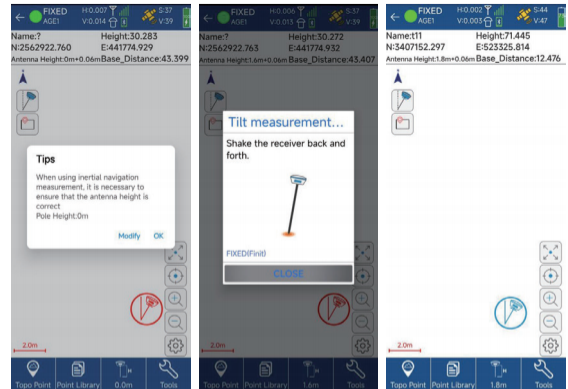 FIXED H:0.007 S:37
AGE1 V:0.014 V:39
Name:? Height:30.283
N:2562922.760 E:441774.929
Antenna Height:0m+0.06m Base_Distance:43.399
Tips
When using inertial navigation
measurement, it is necessary to
ensure that the antenna height is
correct
Pole Height:0m
Modify OK
2.0m
Topo Point Point Library 0.0m Tools
FIXED H:0.006 S:37
AGE1 V:0.013 V:39
Name:? Height:30.272
N:2562922.763 E:441774.932
Antenna Height:1.6m+0.06m Base_Distance:43.407
Tilt measurement...
Shake the receiver back and
forth.
FIXED(Finit)
CLOSE
2.0m
Topo Point Point Library 1.6m Tools
FIXED H:0.002 S:44
AGE1 V:0.003 V:47
Name:t11 Height:71.445
N:3407152.297 E:523325.814
Antenna Height:1.8m+0.06m Base_Distance:12.476
2.0m
Topo Point Point Library 1.8m Tools